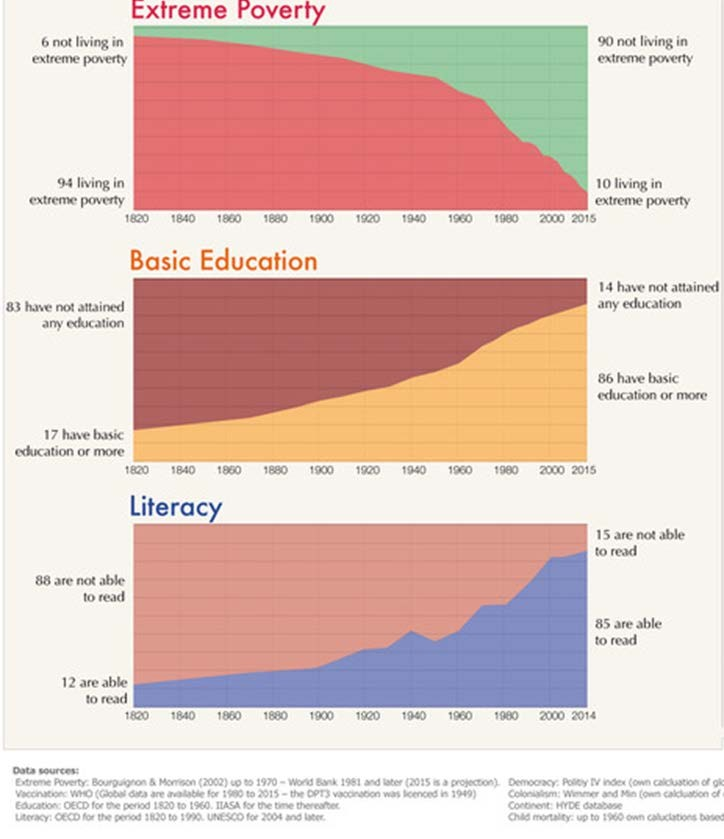 Extreme Poverty
6 not living in
extreme poverty
90 not living in
extreme poverty
94 living in
extreme poverty
10 living in
extreme poverty
1820 1840 1860 1880 1900 1920 1940 1960 1980 2000 2015
Basic Education
83 have not attained
any education
14 have not attained
any education
86 have basic
education or more
17 have basic
education or more
1820 1840 1860 1880 1900 1920 1940 1960 1980 2000 2015
Literacy
88 are not able
to read
15 are not able
to read
85 are able
to read
12 are able
to read
1820 1840 1860 1880 1900 1920 1940 1960 1980 2000 2014
Data sources:
Extreme Poverty: Bourguignon & Morrison (2002) up to 1970 – World Bank 1981 and later (2015 is a projection).
Vaccination: WHO (Global data are available for 1980 to 2015 – the DPT3 vaccination was licenced in 1949)
Education: OECD for the period 1820 to 1960. IIASA for the time thereafter.
Literacy: OECD for the period 1820 to 1990. UNESCO for 2004 and later.
Democracy: Politiy IV index (own calcluation of
Colonialism: Wimmer and Min (own calcluation of
Continent: HYDE database
Child mortality: up to 1960 own caluclations based